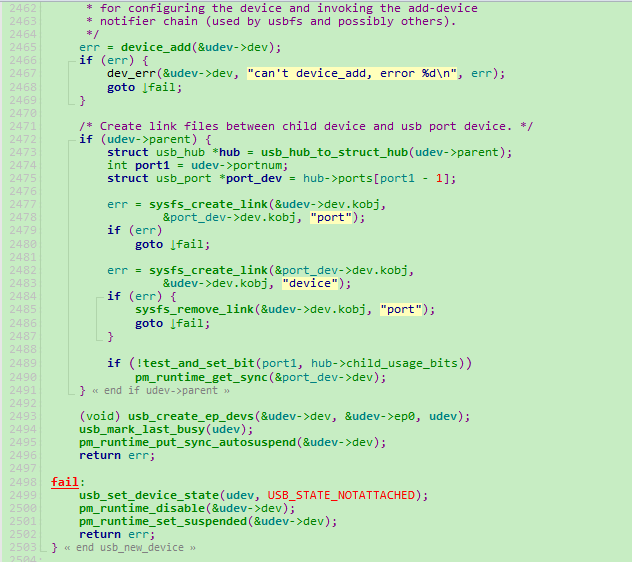 2462 * for configuring the device and invoking the add-device
2463 * notifier chain (used by usbfs and possibly others).
2464 */
2465 err = device_add(&udev->dev);
2466 if (err) {
2467 dev_err(&udev->dev, "can't device_add, error %d\n", err);
2468 goto ↓fail;
2469 }
2470
2471 /* Create link files between child device and usb port device. */
2472 if (udev->parent) {
2473 struct usb_hub *hub = usb_hub_to_struct_hub(udev->parent);
2474 int port1 = udev->portnum;
2475 struct usb_port *port_dev = hub->ports[port1 - 1];
2476
2477 err = sysfs_create_link(&udev->dev.kobj,
2478 &port_dev->dev.kobj, "port");
2479 if (err)
2480 goto ↓fail;
2481
2482 err = sysfs_create_link(&port_dev->dev.kobj,
2483 &udev->dev.kobj, "device");
2484 if (err) {
2485 sysfs_remove_link(&udev->dev.kobj, "port");
2486 goto ↓fail;
2487 }
2488
2489 if (!test_and_set_bit(port1, hub->child_usage_bits))
2490 pm_runtime_get_sync(&port_dev->dev);
2491 } « end if udev->parent »
2492
2493 (void) usb_create_ep_devs(&udev->dev, &udev->ep0, udev);
2494 usb_mark_last_busy(udev);
2495 pm_runtime_put_sync_autosuspend(&udev->dev);
2496 return err;
2497
2498 fail:
2499 usb_set_device_state(udev, USB_STATE_NOTATTACHED);
2500 pm_runtime_disable(&udev->dev);
2501 pm_runtime_set_suspended(&udev->dev);
2502 return err;
2503 } « end usb_new_device »
2504